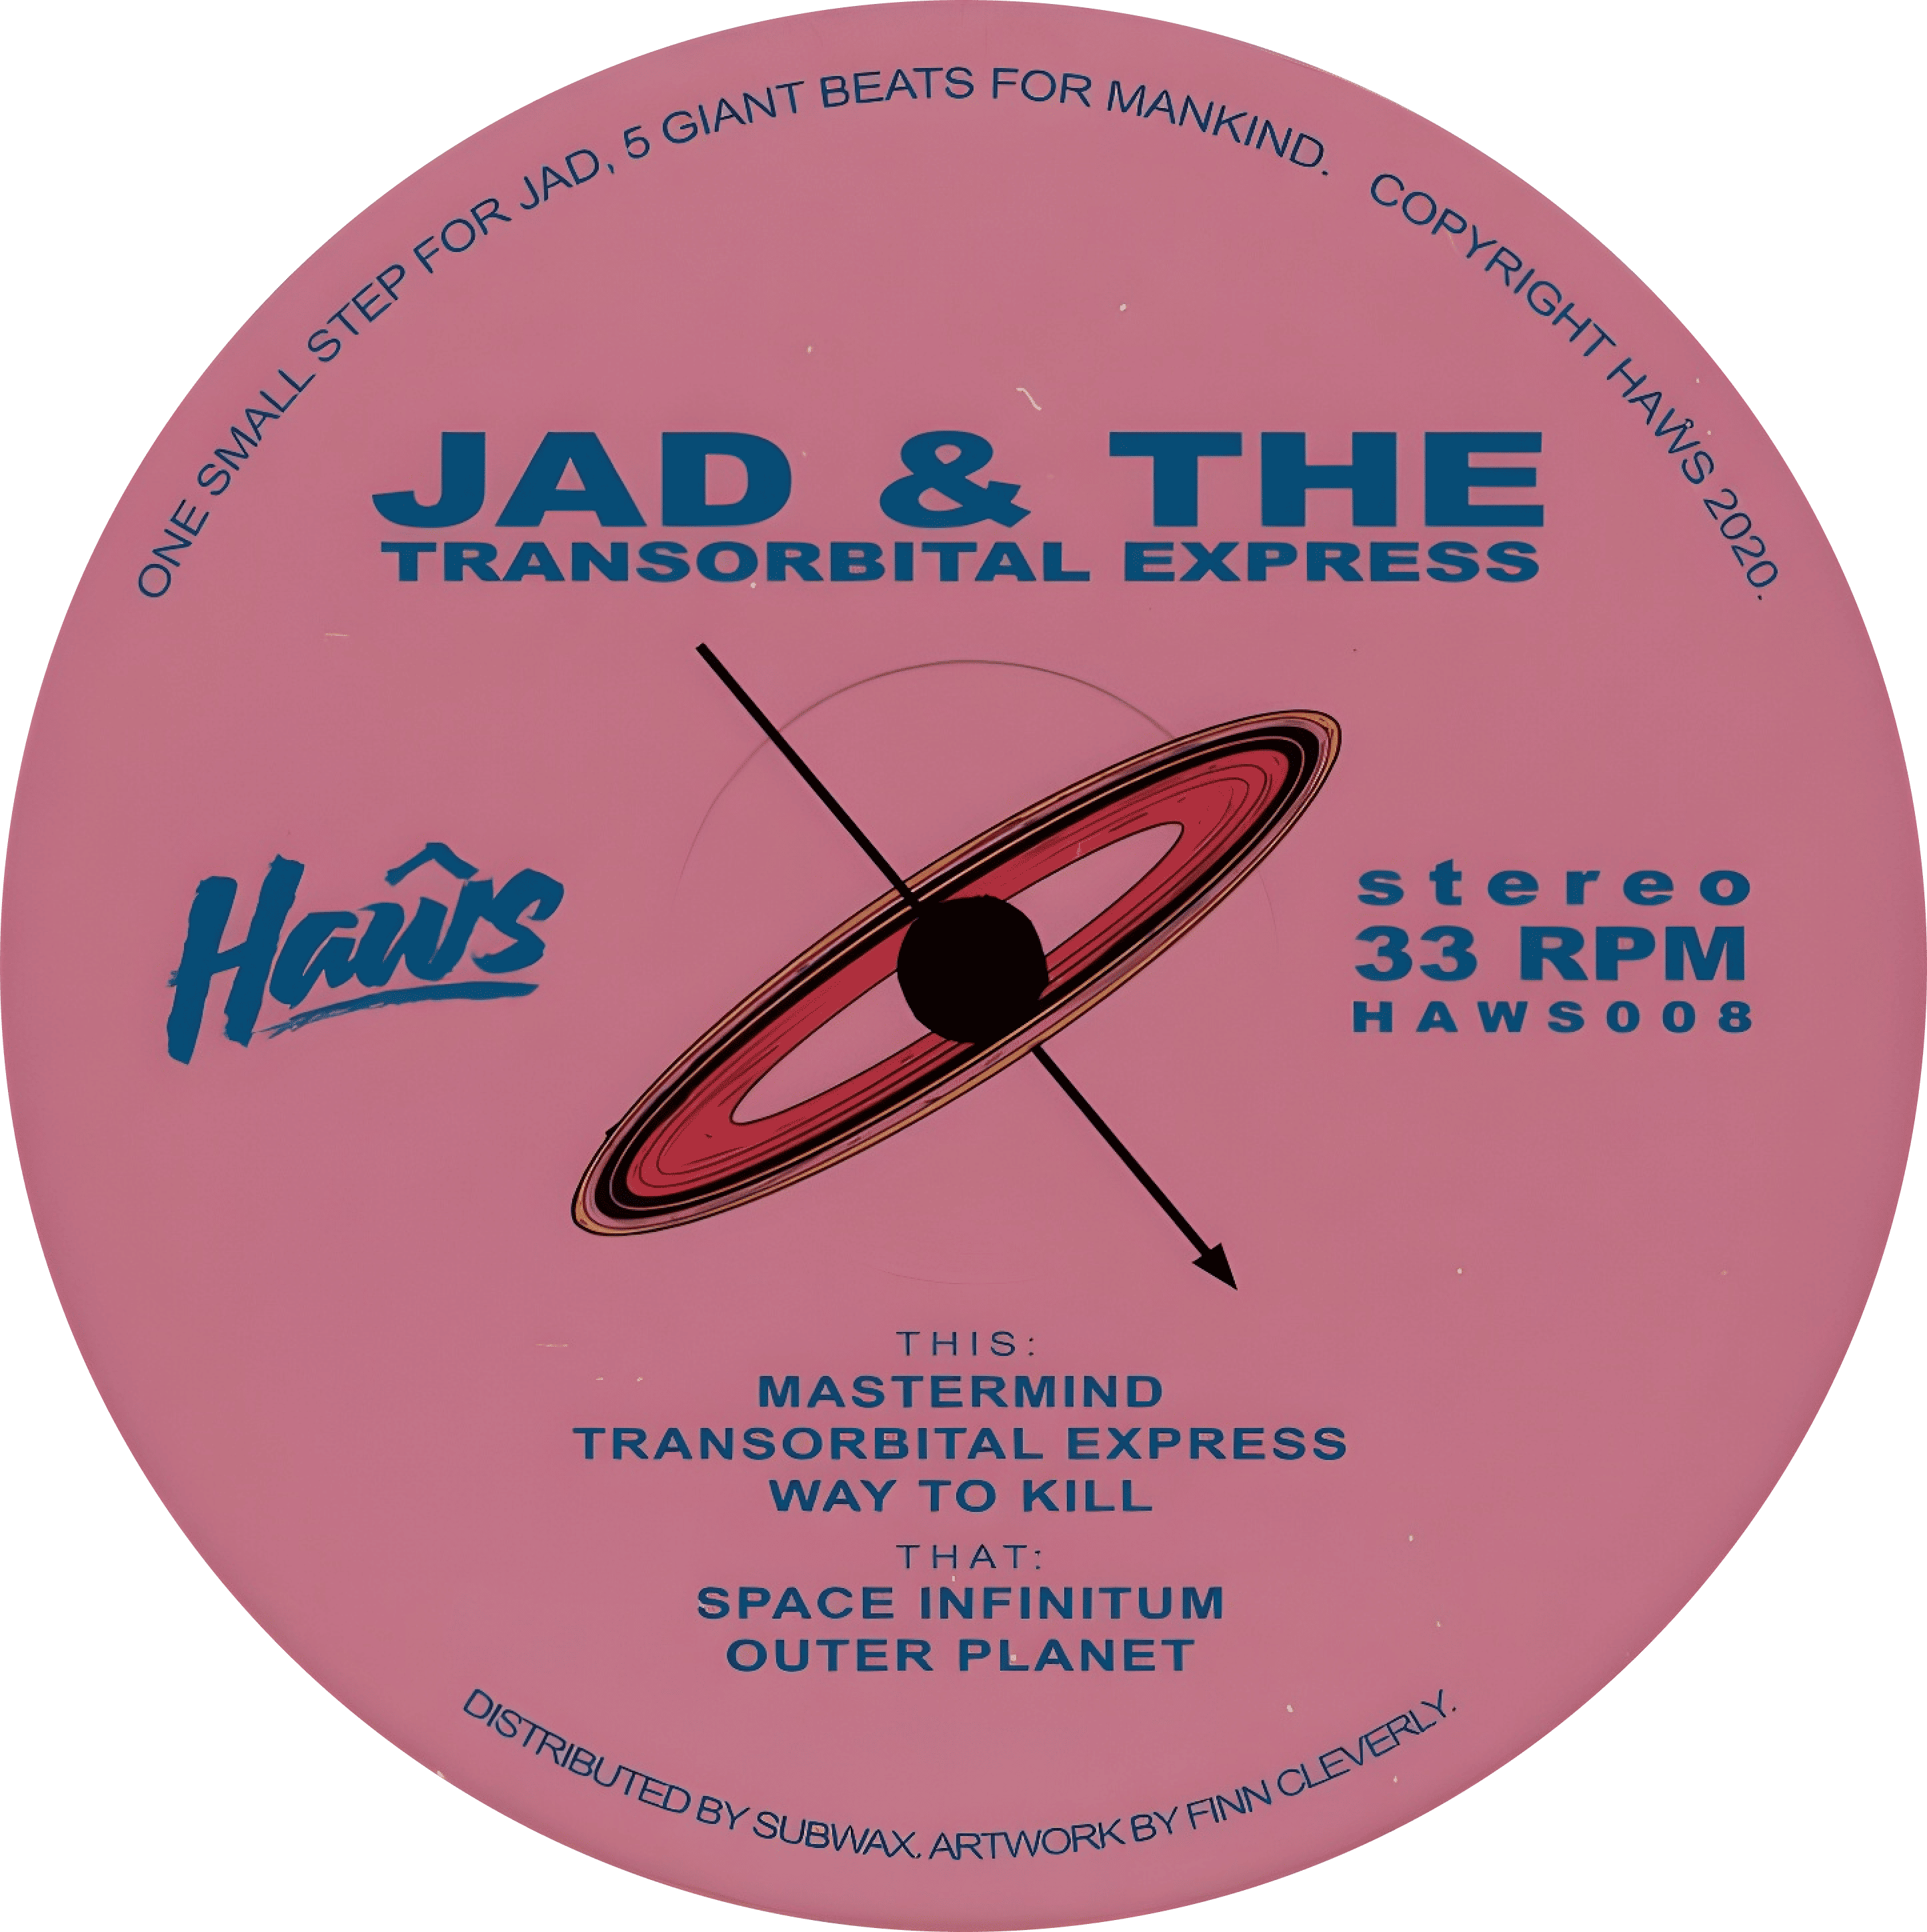 ONE SMALL STEP FOR JAD, 5 GIANT BEATS FOR MANKIND. COPYRIGHT HAŴS 2020.
JAD & THE
TRANSORBITAL EXPRESS
Haŵs
stereo
33 RPM
HAWS008
THIS:
MASTERMIND
TRANSORBITAL EXPRESS
WAY TO KILL
THAT:
SPACE INFINITUM
OUTER PLANET
DISTRIBUTED BY SUBWAX. ARTWORK BY FINN CLEVERLY.